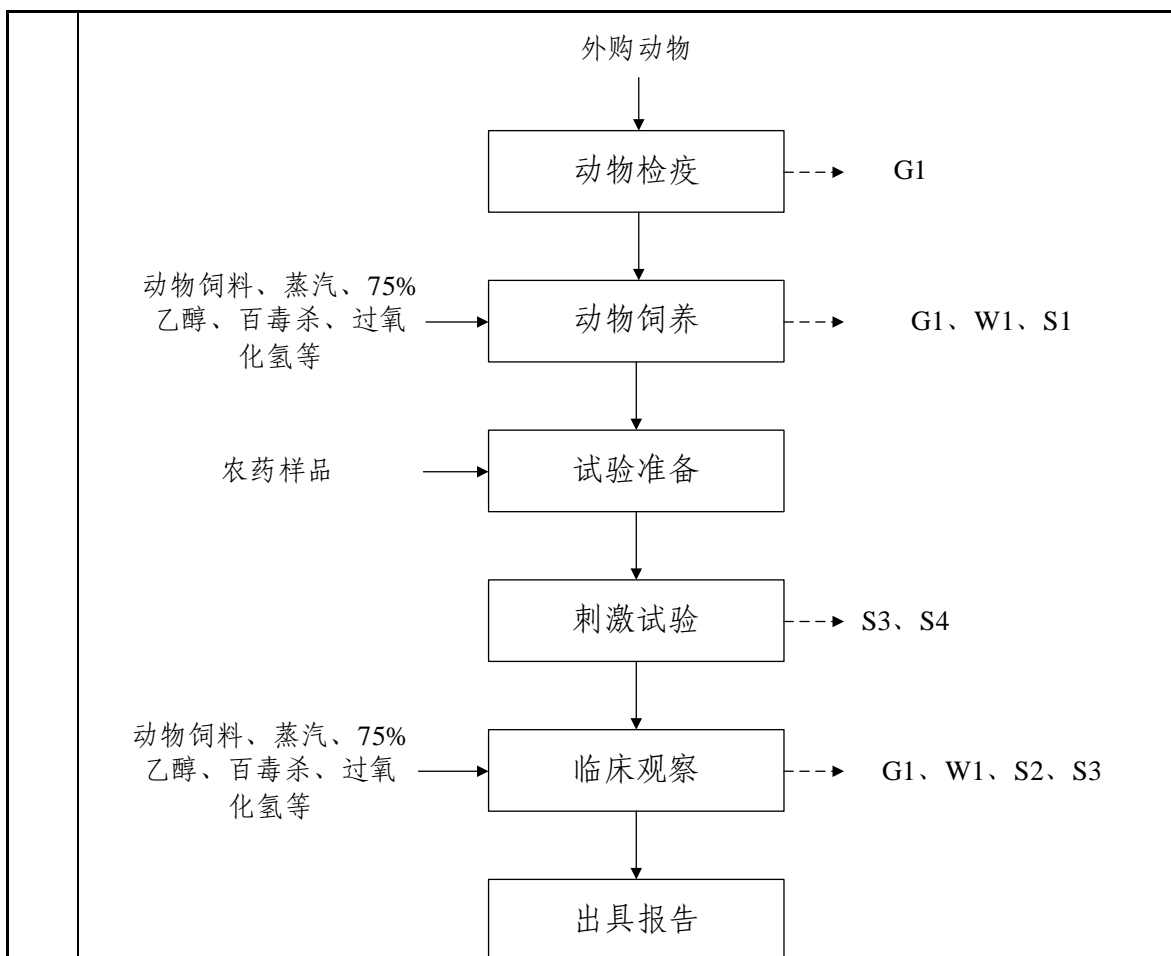 外购动物
动物检疫
G1
动物饲料、蒸汽、75%
乙醇、百毒杀、过氧
化氢等
动物饲养
G1、W1、S1
农药样品
试验准备
刺激试验
S3、S4
动物饲料、蒸汽、75%
乙醇、百毒杀、过氧
化氢等
临床观察
G1、W1、S2、S3
出具报告